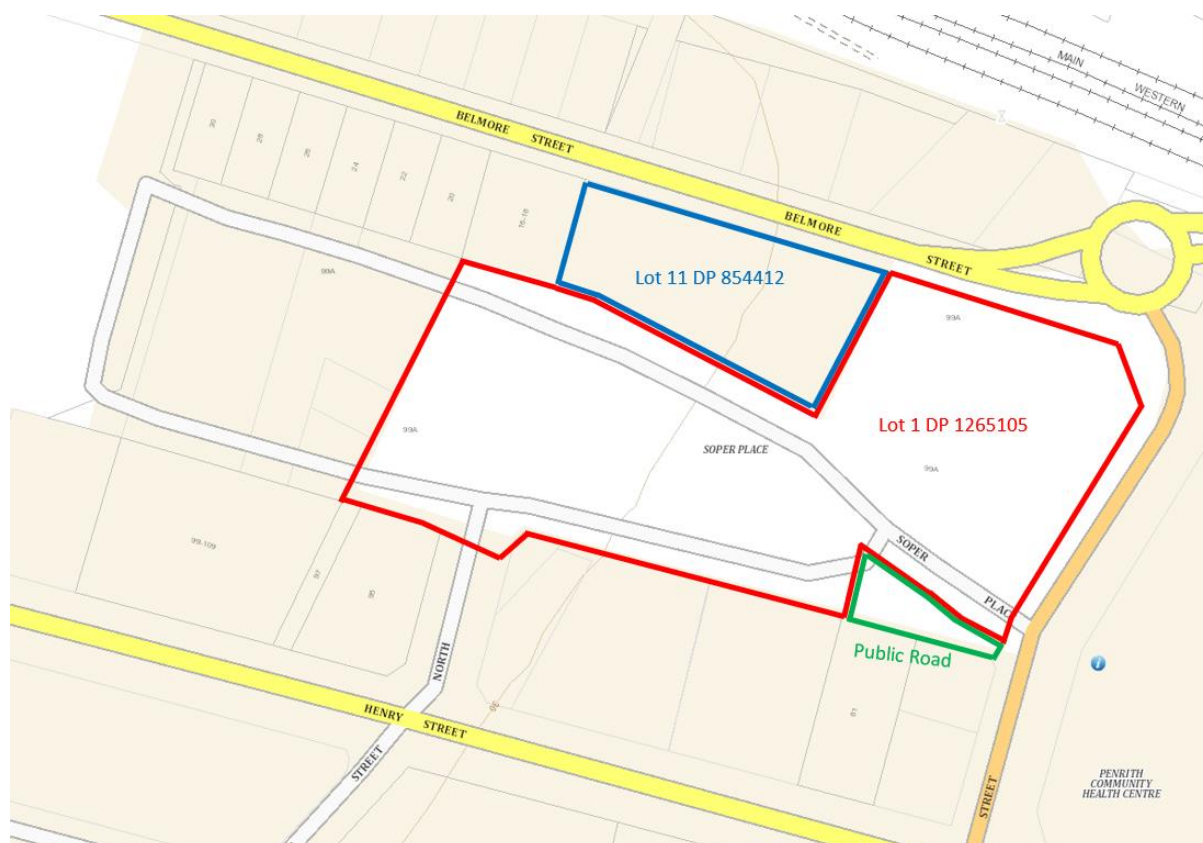 MAIN
WESTERN
BELMORE STREET
30
28
26
24
22
20
16-18
BELMORE
STREET
Lot 11 DP 854412
99A
99A
99A
Lot 1 DP 1265105
SOPER PLACE
99A
99-109
97
95
SOPER
PLAC
NORTH
Public Road
81
HENRY STREET
30
STREET
STREET
PENRITH
COMMUNITY
HEALTH CENTRE